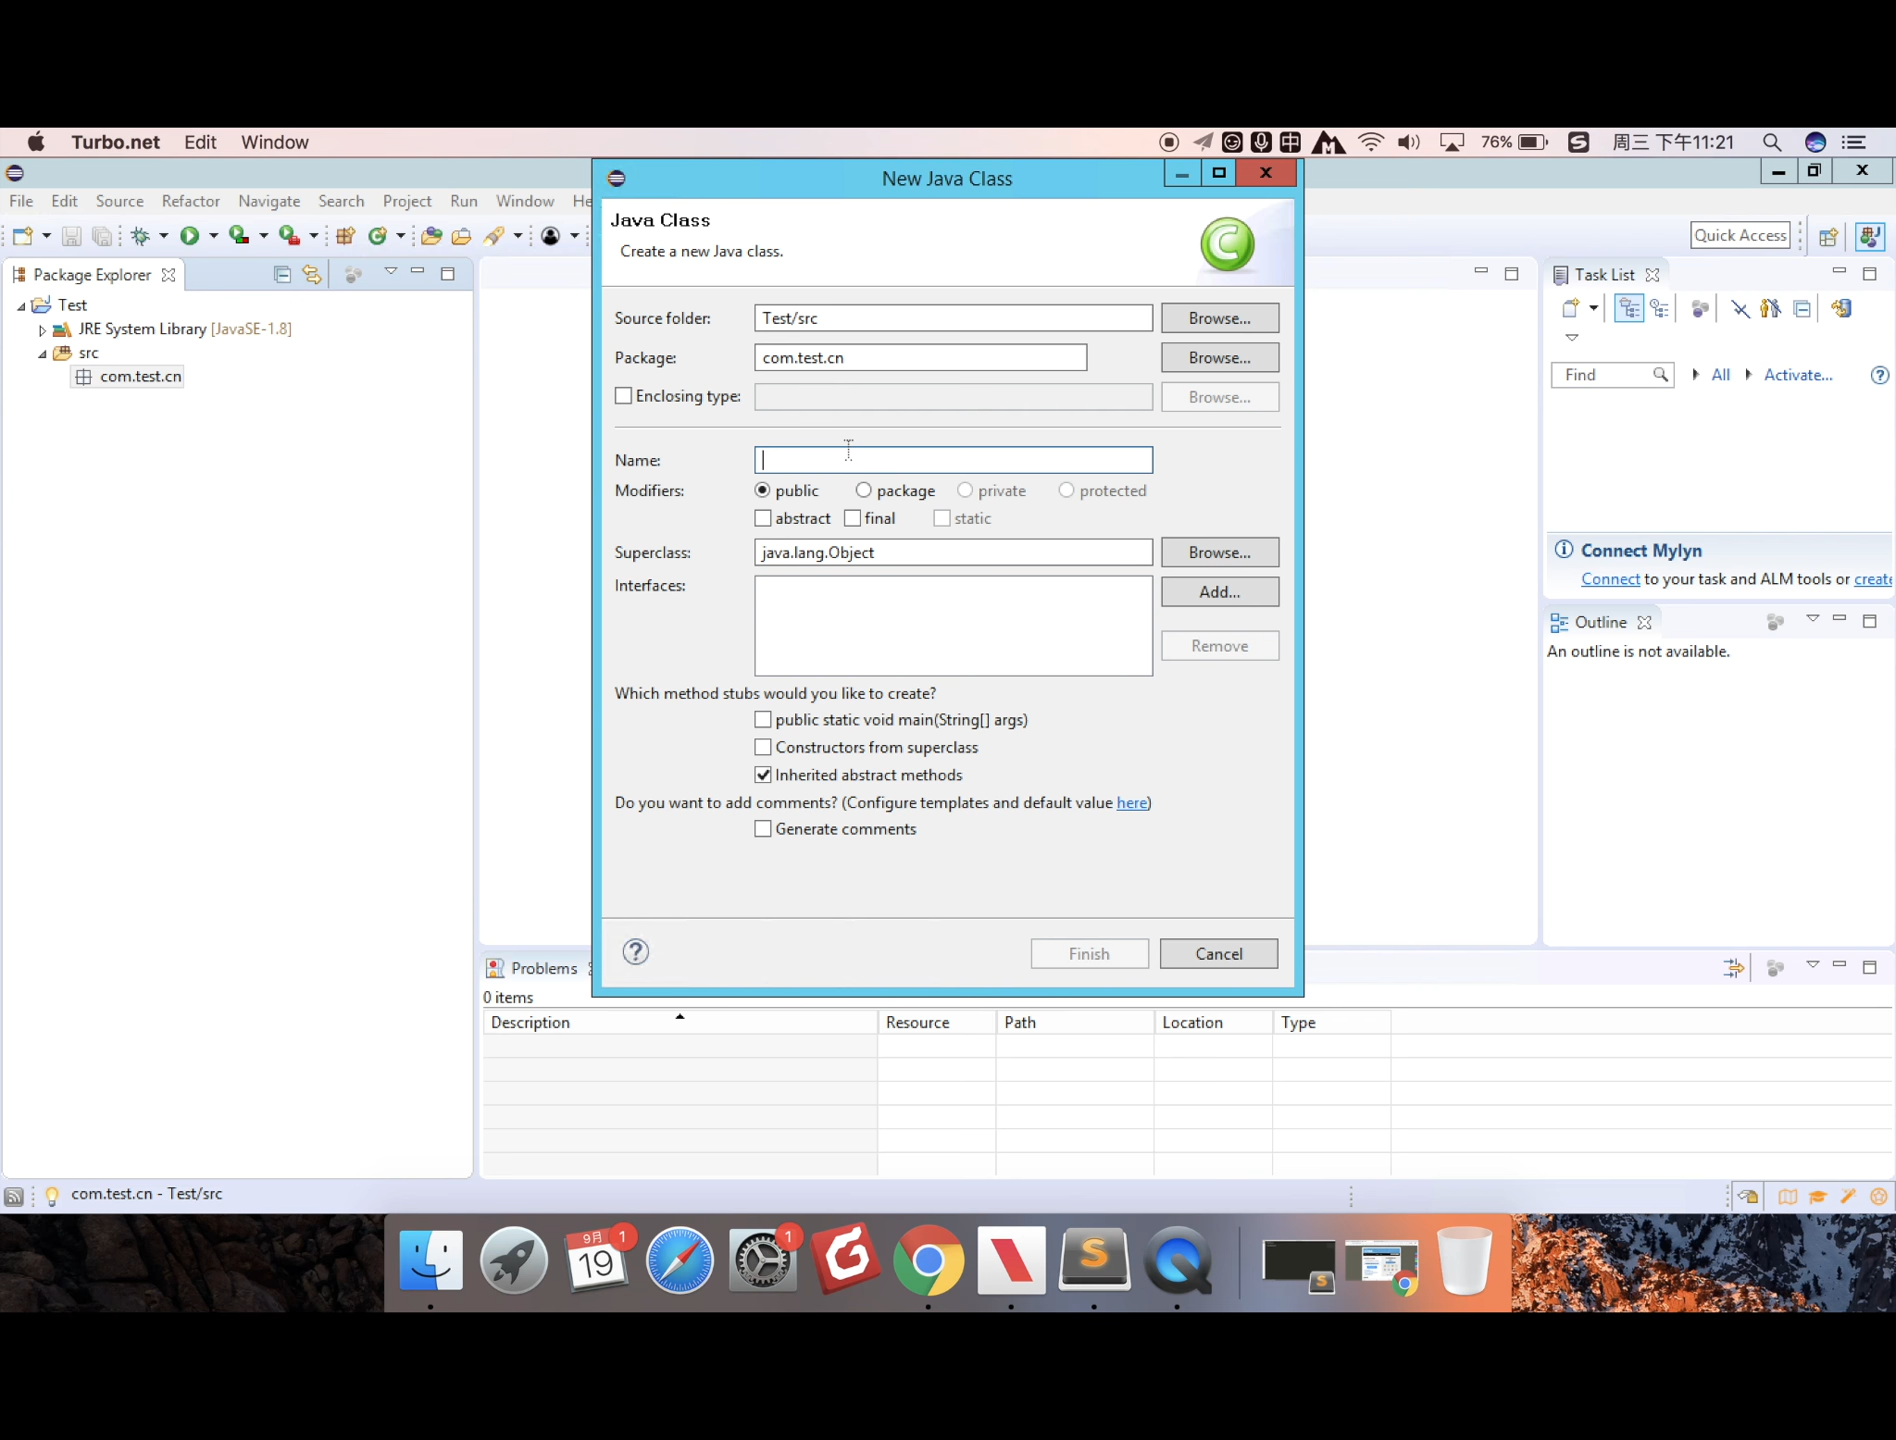 Turbo.net Edit Window
76% 周三 下午11:21
New Java Class
File Edit Source Refactor Navigate Search Project Run Window He
Java Class
Create a new Java class.
Quick Access
Package Explorer
Test
JRE System Library [JavaSE-1.8]
src
com.test.cn
Source folder: Test/src Browse...
Package: com.test.cn Browse...
Enclosing type: Browse...
Name:
Modifiers: public package private protected
abstract final static
Superclass: java.lang.Object Browse...
Interfaces: Add...
Remove
Which method stubs would you like to create?
public static void main(String[] args)
Constructors from superclass
Inherited abstract methods
Do you want to add comments? (Configure templates and default value here)
Generate comments
Finish Cancel
Task List
Find All Activate...
Connect Mylyn
Connect to your task and ALM tools or create
Outline
An outline is not available.
Problems
0 items
Description Resource Path Location Type
com.test.cn - Test/src
9月
19
1
1